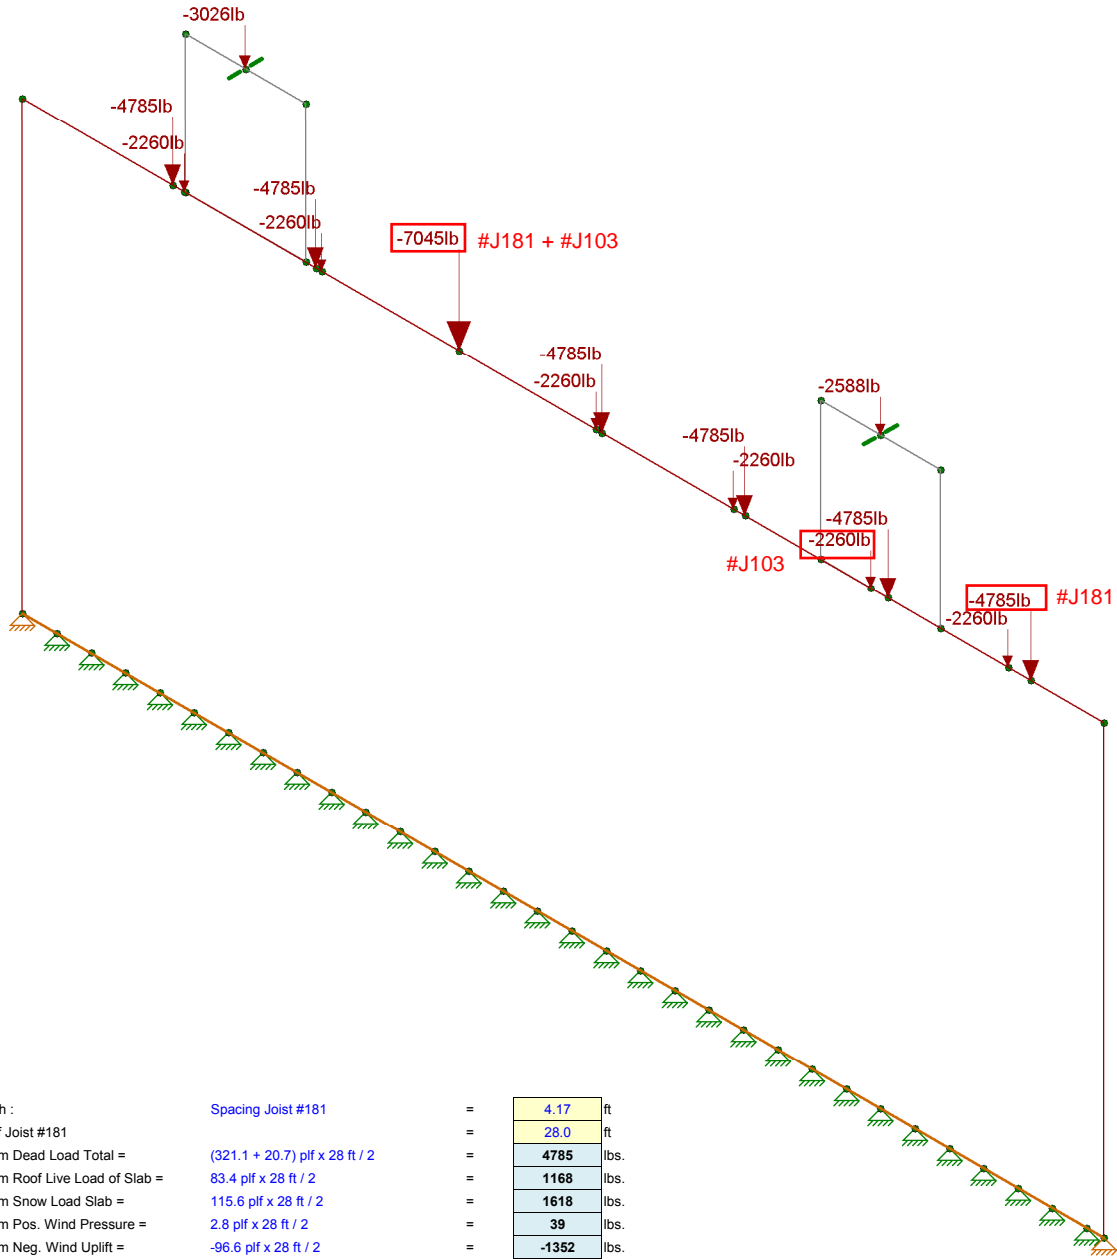 -3026lb
-4785lb
-2260lb
-4785lb
-2260lb
-7045lb #J181 + #J103
-4785lb
-2260lb
-2588lb
-4785lb
-2260lb
-4785lb
-2260lb
#J103
-4785lb #J181
-2260lb
h : Spacing Joist #181 = 4.17 ft
f Joist #181 = 28.0 ft
m Dead Load Total = (321.1 + 20.7) plf x 28 ft / 2 = 4785 lbs.
m Roof Live Load of Slab = 83.4 plf x 28 ft / 2 = 1168 lbs.
m Snow Load Slab = 115.6 plf x 28 ft / 2 = 1618 lbs.
m Pos. Wind Pressure = 2.8 plf x 28 ft / 2 = 39 lbs.
m Neg. Wind Uplift = -96.6 plf x 28 ft / 2 = -1352 lbs.